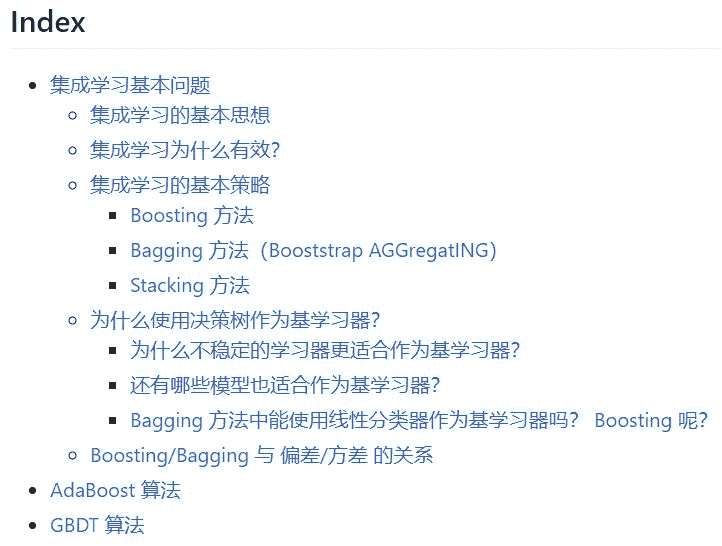 Index
集成学习基本问题
集成学习的基本思想
集成学习为什么有效？
集成学习的基本策略
Boosting 方法
Bagging 方法（Booststrap AGGregatING）
Stacking 方法
为什么使用决策树作为基学习器？
为什么不稳定的学习器更适合作为基学习器？
还有哪些模型也适合作为基学习器？
Bagging 方法中能使用线性分类器作为基学习器吗？ Boosting 呢？
Boosting/Bagging 与 偏差/方差 的关系
AdaBoost 算法
GBDT 算法